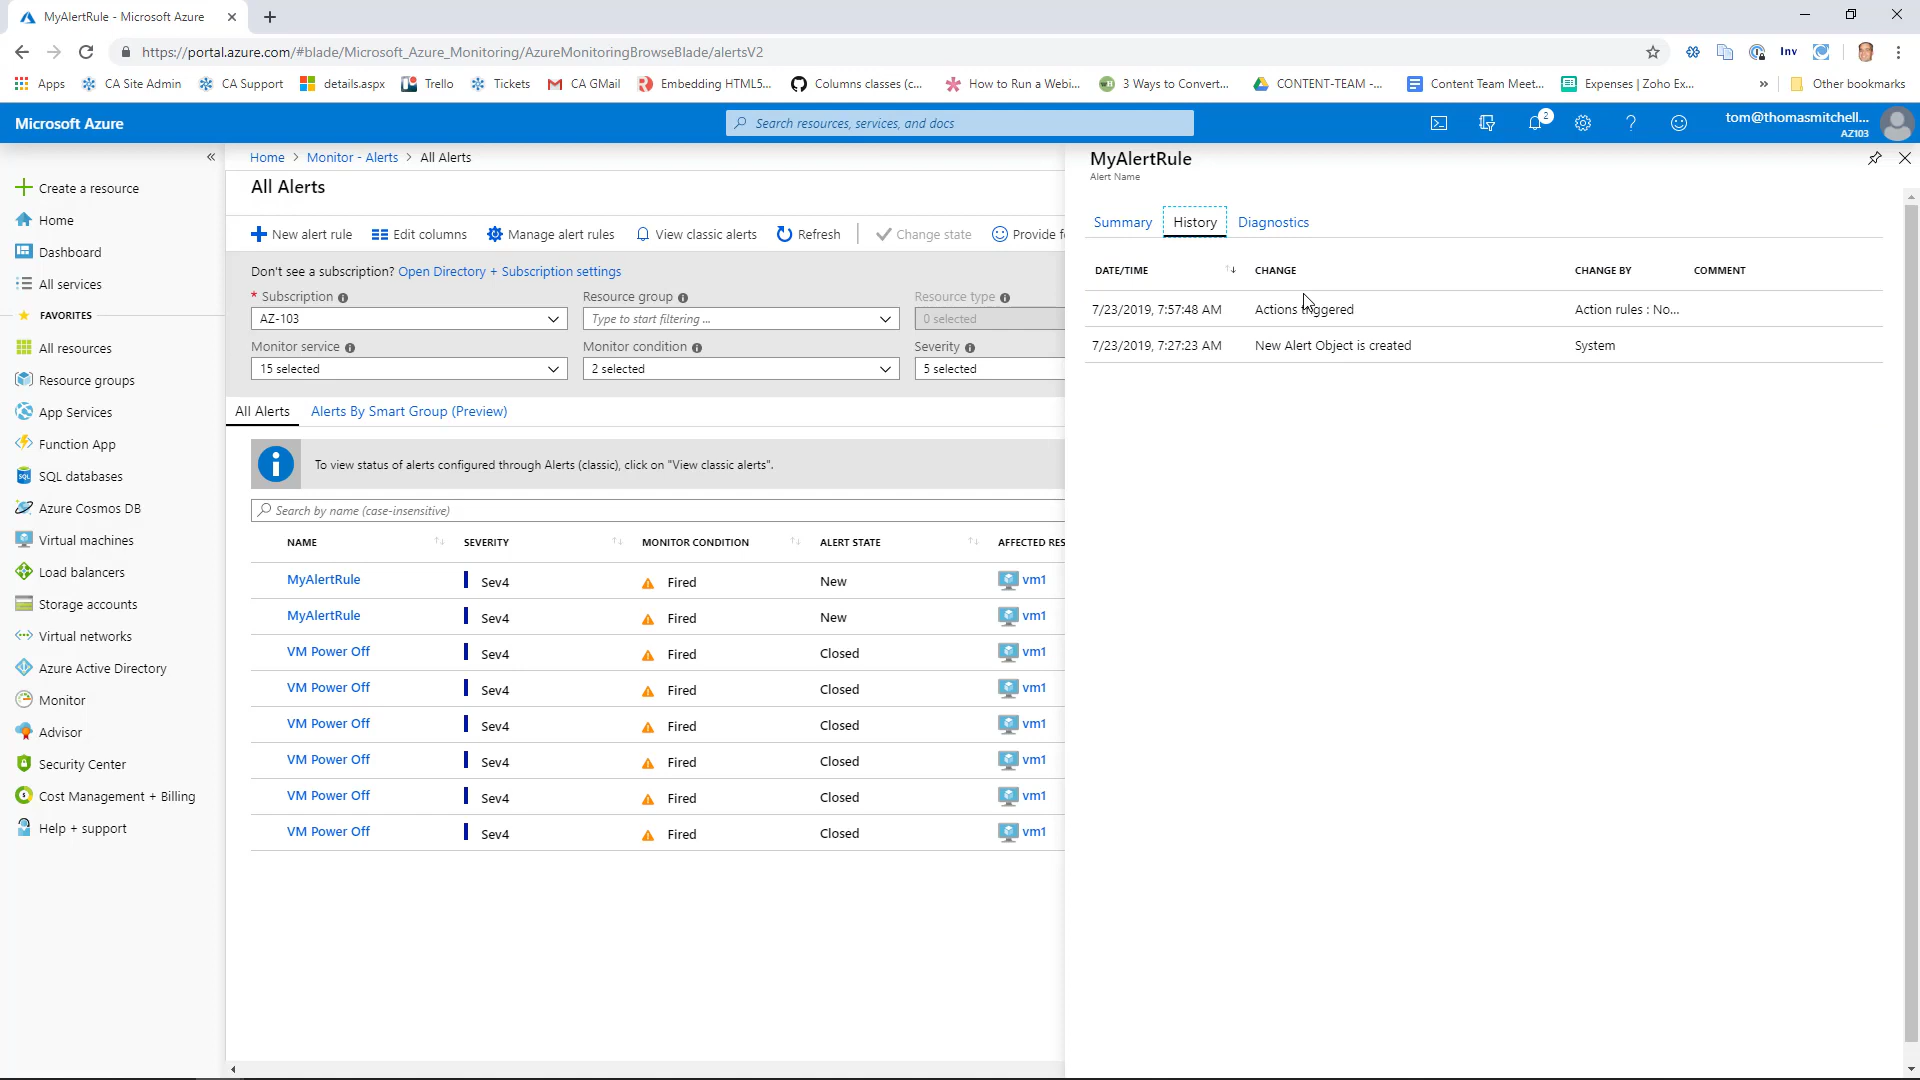 MyAlertRule - Microsoft Azure
https://portal.azure.com/#blade/Microsoft_Azure_Monitoring/AzureMonitoringBrowseBlade/alertsV2
Inv
Apps
CA Site Admin
CA Support
details.aspx
Trello
Tickets
CA GMail
Embedding HTML5...
Columns classes (c...
How to Run a Webi...
3 Ways to Convert...
CONTENT-TEAM -...
Content Team Meet...
Expenses | Zoho Ex...
»
Other bookmarks
Microsoft Azure
Search resources, services, and docs
2
tom@thomasmitchell...
AZ103
«
Create a resource
Home
Dashboard
All services
FAVORITES
All resources
Resource groups
App Services
Function App
SQL databases
Azure Cosmos DB
Virtual machines
Load balancers
Storage accounts
Virtual networks
Azure Active Directory
Monitor
Advisor
Security Center
Cost Management + Billing
Help + support
Home > Monitor - Alerts > All Alerts
All Alerts
New alert rule
Edit columns
Manage alert rules
View classic alerts
Refresh
Change state
Provide f
Don't see a subscription? Open Directory + Subscription settings
* Subscription
Resource group
Resource type
AZ-103
Type to start filtering ...
0 selected
Monitor service
Monitor condition
Severity
15 selected
2 selected
5 selected
All Alerts
Alerts By Smart Group (Preview)
To view status of alerts configured through Alerts (classic), click on "View classic alerts".
Search by name (case-insensitive)
NAME SEVERITY MONITOR CONDITION ALERT STATE AFFECTED RES
MyAlertRule Sev4 Fired New vm1
MyAlertRule Sev4 Fired New vm1
VM Power Off Sev4 Fired Closed vm1
VM Power Off Sev4 Fired Closed vm1
VM Power Off Sev4 Fired Closed vm1
VM Power Off Sev4 Fired Closed vm1
VM Power Off Sev4 Fired Closed vm1
VM Power Off Sev4 Fired Closed vm1
MyAlertRule
Alert Name
Summary
History
Diagnostics
DATE/TIME CHANGE CHANGE BY COMMENT
7/23/2019, 7:57:48 AM Actions triggered Action rules : No...
7/23/2019, 7:27:23 AM New Alert Object is created System